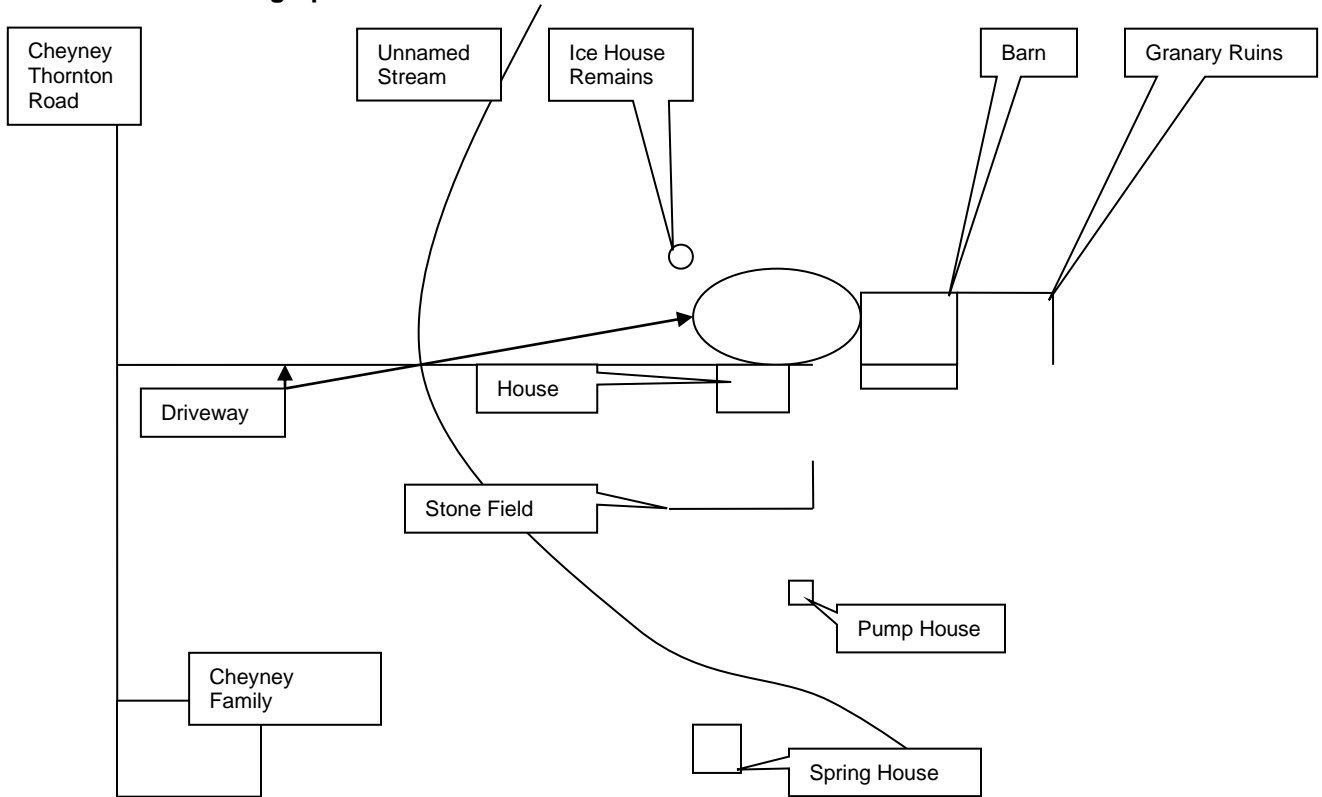 Cheyney
Thornton
Road
Unnamed
Stream
Ice House
Remains
Barn
Granary Ruins
House
Driveway
Stone Field
Pump House
Cheyney
Family
Spring House